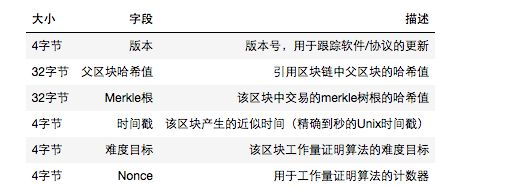 大小 字段 描述
4字节 版本 版本号，用于跟踪软件/协议的更新
32字节 父区块哈希值 引用区块链中父区块的哈希值
32字节 Merkle根 该区块中交易的merkle树根的哈希值
4字节 时间戳 该区块产生的近似时间（精确到秒的Unix时间戳）
4字节 难度目标 该区块工作量证明算法的难度目标
4字节 Nonce 用于工作量证明算法的计数器